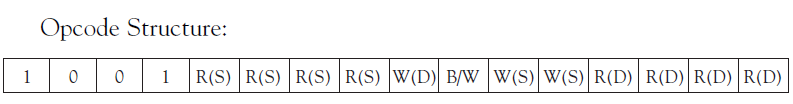 Opcode Structure:
1 0 0 1 R(S) R(S) R(S) R(S) W(D) B/W W(S) W(S) R(D) R(D) R(D) R(D)